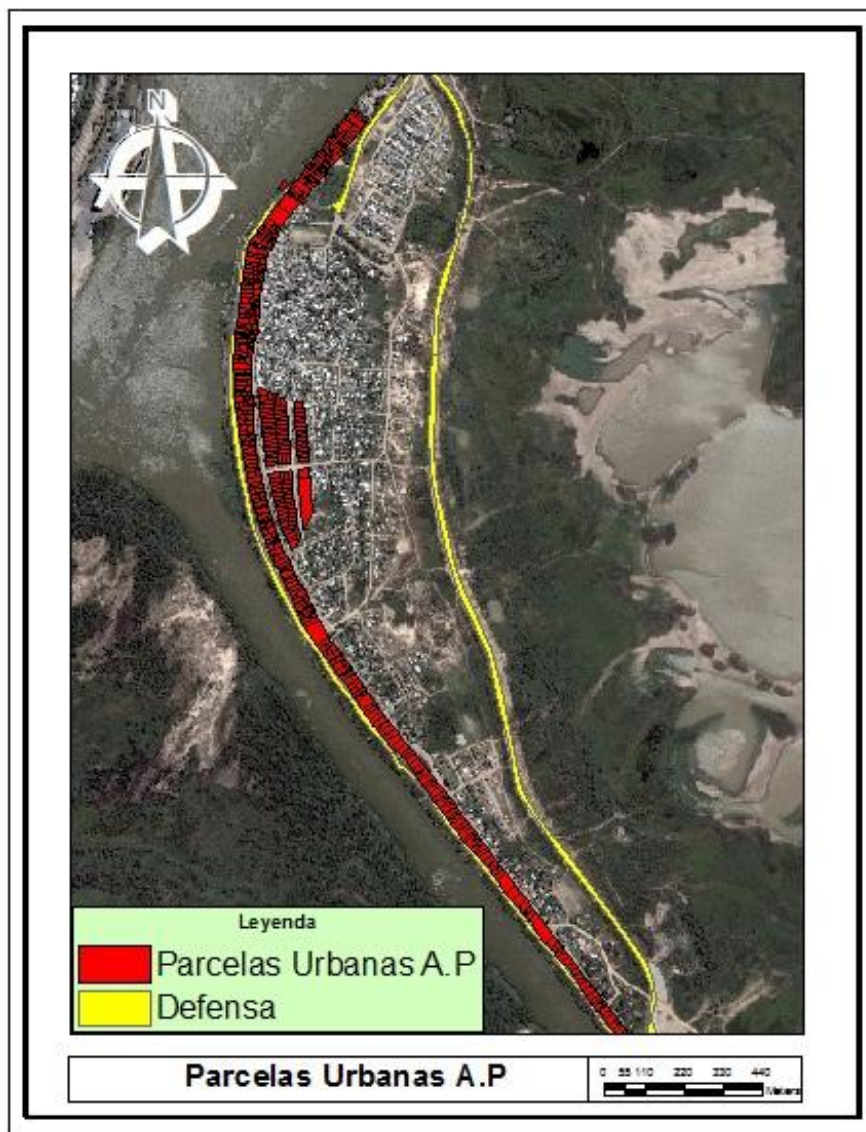 N
Leyenda
Parcelas Urbanas A.P
Defensa
Parcelas Urbanas A.P
0 55 110 220 330 440
Meters